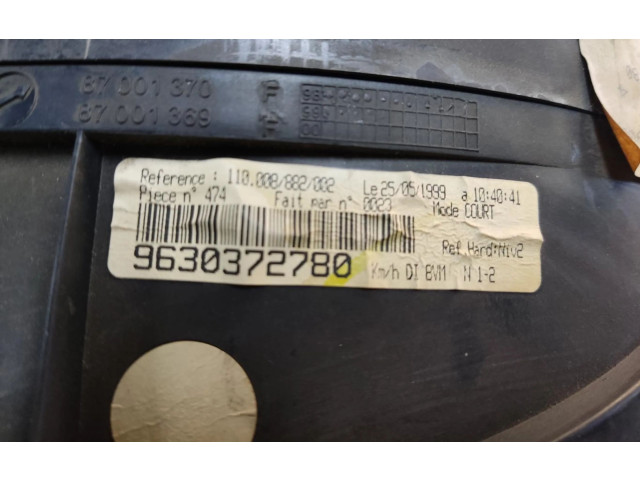 87 001 370
87 001 369
Reference : 110.008/882/002 Le 25/05/1999 a 10:40:41
Piece n° 474 Fait par n° 0023 Mode COURT
Ref Hard:Niv2
9630372780 Km/h DI BVM N 1-2